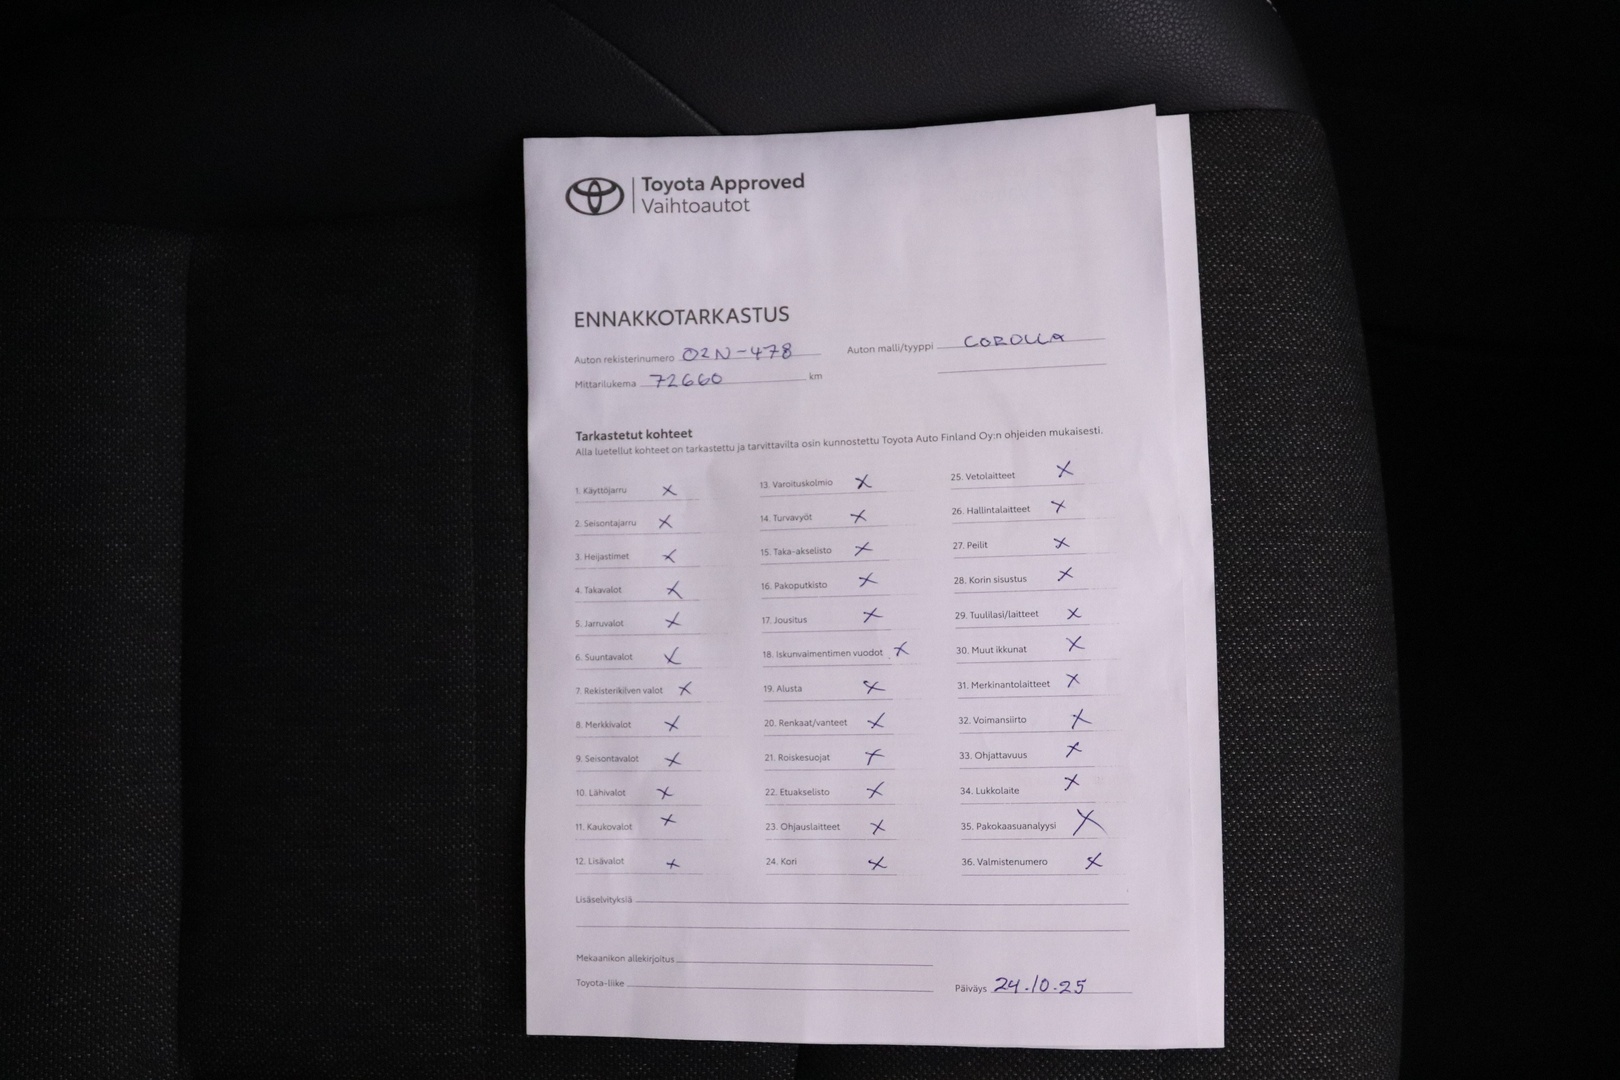 Toyota Approved
Vaihtoautot
ENNAKKOTARKASTUS
Auton rekisterinumero OZN-478 Auton malli/tyyppi COROLLA
Mittarilukema 72660 km
Tarkastetut kohteet
Alla luetellut kohteet on tarkastettu ja tarvittavilta osin kunnostettu Toyota Auto Finland Oy:n ohjeiden mukaisesti.
1. Käyttöjarru X 13. Varoituskolmio X 25. Vetolaitteet X
2. Seisontajarru X 14. Turvavyöt X 26. Hallintalaitteet X
3. Heijastimet X 15. Taka-akselisto X 27. Peilit X
4. Takavalot X 16. Pakoputkisto X 28. Korin sisustus X
5. Jarruvalot X 17. Jousitus X 29. Tuulilasi/laitteet X
6. Suuntavalot X 18. Iskunvaimentimen vuodot X 30. Muut ikkunat X
7. Rekisterikilven valot X 19. Alusta X 31. Merkinantolaitteet X
8. Merkkivalot X 20. Renkaat/vanteet X 32. Voimansiirto X
9. Seisontavalot X 21. Roiskesuojat X 33. Ohjattavuus X
10. Lähivalot X 22. Etuakselisto X 34. Lukkolaite X
11. Kaukovalot X 23. Ohjauslaitteet X 35. Pakokaasuanalyysi X
12. Lisävalot X 24. Kori X 36. Valmistenumero X
Lisäselvityksiä
Mekaanikon allekirjoitus
Toyota-liike Päiväys 24.10.25